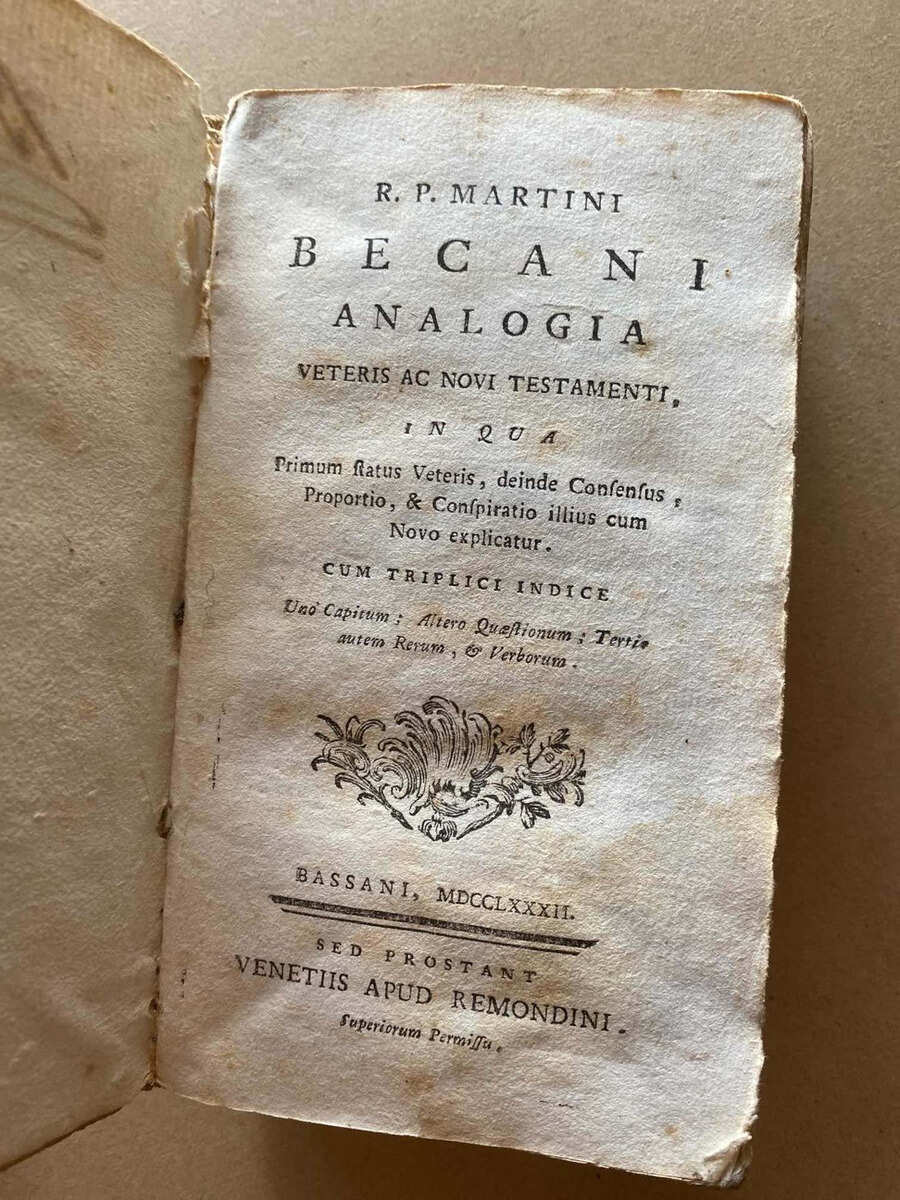 R. P. MARTINI
BECANI
ANALOGIA
VETERIS AC NOVI TESTAMENTI,
IN QUA
Primum ſtatus Veteris, deinde Conſenſus,
Proportio, & Conſpiratio illius cum
Novo explicatur.
CUM TRIPLICI INDICE
Uno Capitum; Altero Quæſtionum; Tertio
autem Rerum, & Verborum.
BASSANI, MDCCLXXXII.
SED PROSTANT
VENETIIS APUD REMONDINI.
Superiorum Permiſſu.